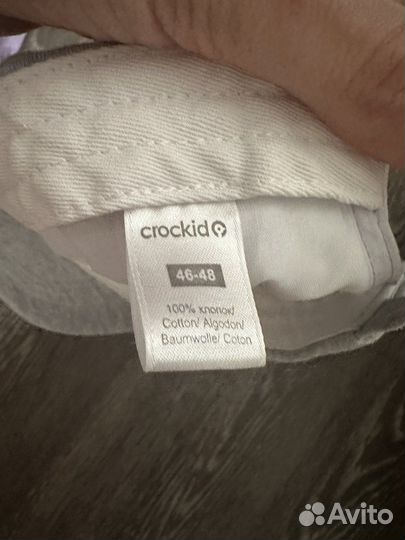 crockid
46-48
100% хлопок/
Cotton/ Algodon/
Baumwolle/ Coton
Avito